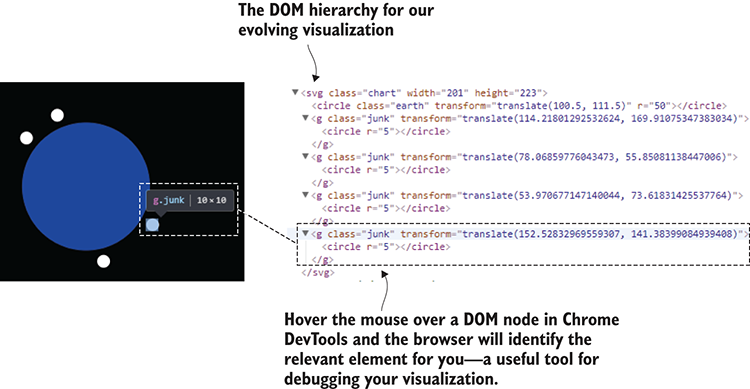 The DOM hierarchy for our
evolving visualization
<svg class="chart" width="201" height="223">
<circle class="earth" transform="translate(100.5, 111.5)" r="50"></circle>
<g class="junk" transform="translate(114.21801292532624, 169.91075347383034)">
<circle r="5"></circle>
</g>
<g class="junk" transform="translate(78.06859776043473, 55.85081138447006)">
<circle r="5"></circle>
</g>
<g class="junk" transform="translate(53.970677147140044, 73.61831425537764)">
<circle r="5"></circle>
</g>
<g class="junk" transform="translate(152.52832969559307, 141.38399084939408)">
<circle r="5"></circle>
</g>
</svg>
g.junk | 10×10
Hover the mouse over a DOM node in Chrome
DevTools and the browser will identify the
relevant element for you—a useful tool for
debugging your visualization.